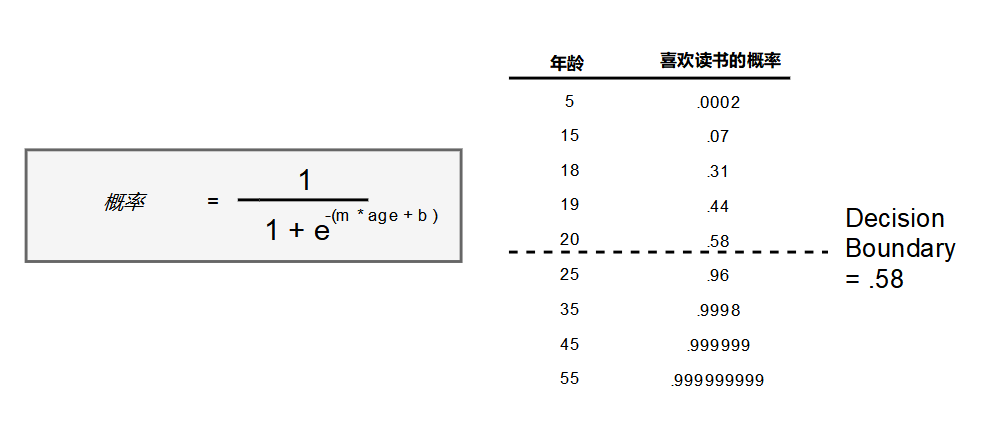 概率 = 1
1 + e-(m * age + b )
年龄 喜欢读书的概率
5 .0002
15 .07
18 .31
19 .44
20 .58
25 .96
35 .9998
45 .999999
55 .999999999
Decision
Boundary
= .58